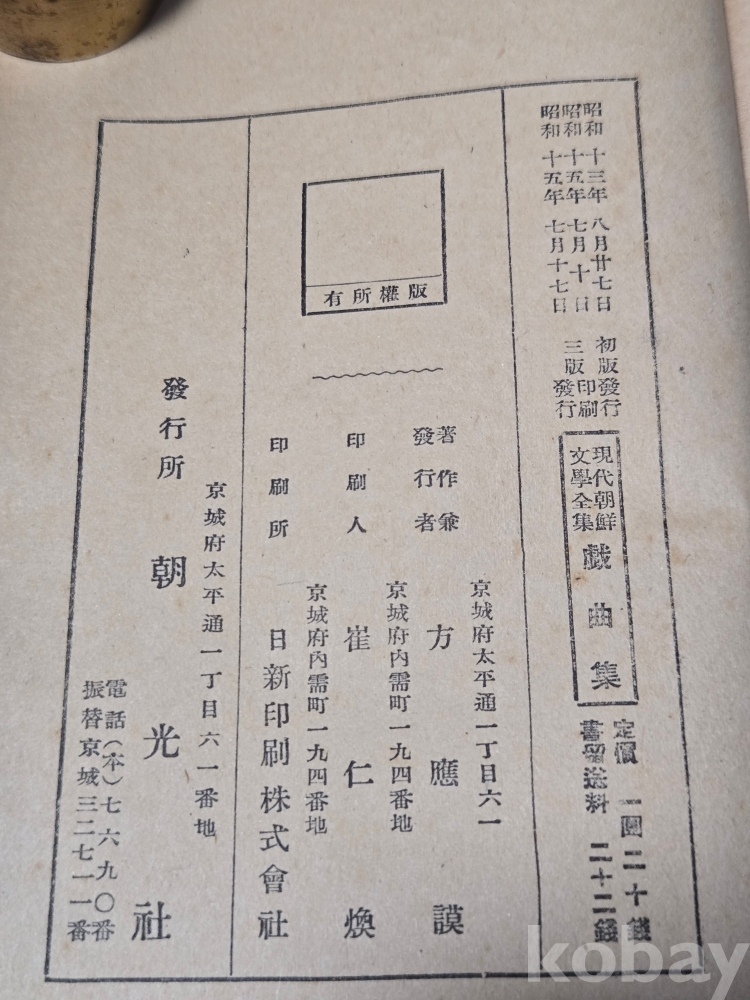 昭和十三年八月廿七日 初版發行
昭和十五年七月十日 三版印刷
昭和十五年七月十七日 三版發行
現代朝鮮
文學全集
戯曲集
定價 一圓二十錢
書留送料 二十二錢
版權所有
京城府太平通一丁目六一
著作兼
發行者 方應謨
京城府內需町一九四番地
印刷人 崔仁煥
京城府內需町一九四番地
印刷所 日新印刷株式會社
京城府太平通一丁目六一番地
發行所 朝光社
電話(本)七六九〇番
振替京城三二七一一番
kobay